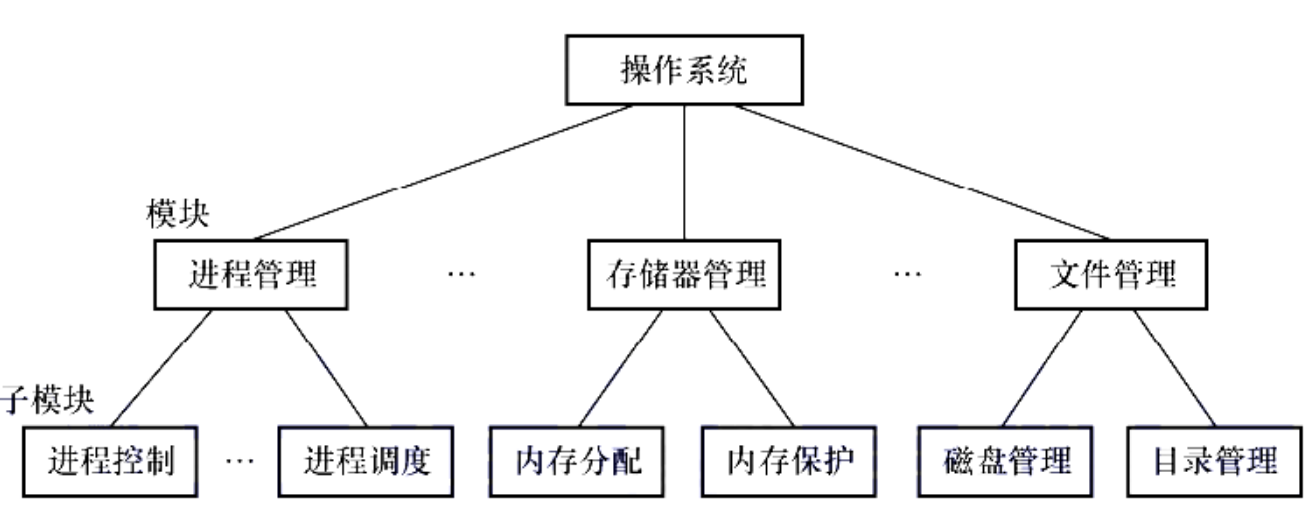 操作系统
模块
进程管理 … 存储器管理 … 文件管理
子模块
进程控制 … 进程调度 内存分配 内存保护 磁盘管理 目录管理